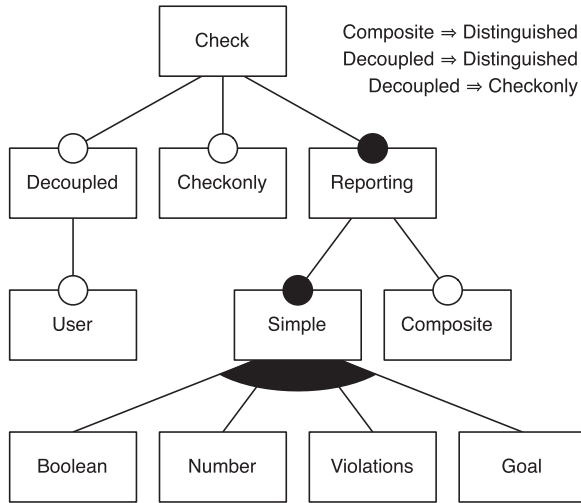 Check
Composite ⇒ Distinguished
Decoupled ⇒ Distinguished
Decoupled ⇒ Checkonly
Decoupled
Checkonly
Reporting
User
Simple
Composite
Boolean
Number
Violations
Goal